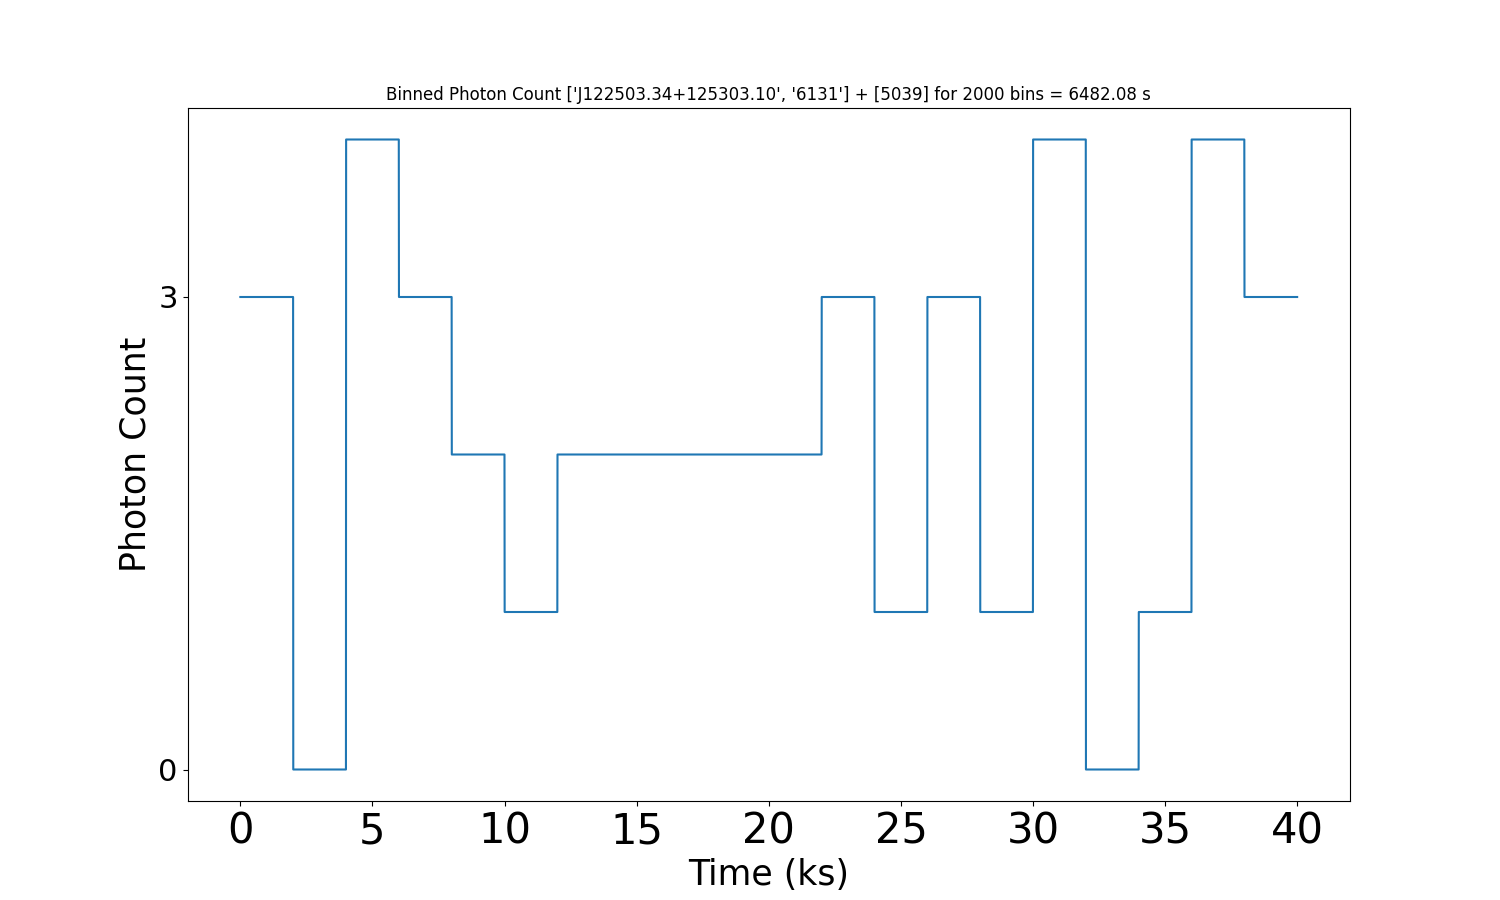 Binned Photon Count ['J122503.34+125303.10', '6131'] + [5039] for 2000 bins = 6482.08 s
3
Photon Count
0
0 5 10 15 20 25 30 35 40
Time (ks)